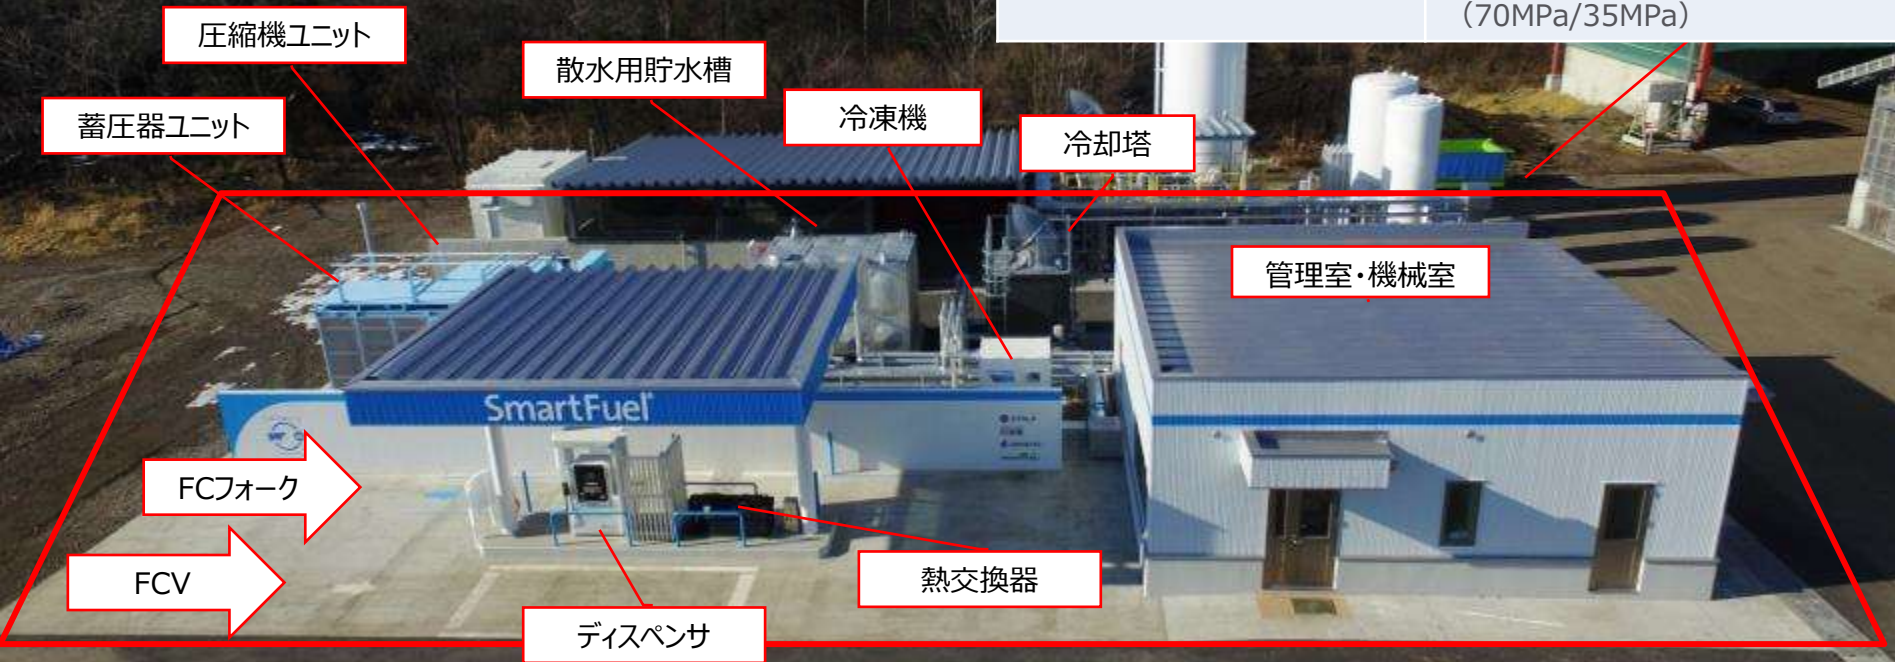 （70MPa/35MPa）
圧縮機ユニット
散水用貯水槽
蓄圧器ユニット
冷凍機
冷却塔
管理室・機械室
SmartFuel
FCフォーク
FCV
熱交換器
ディスペンサ